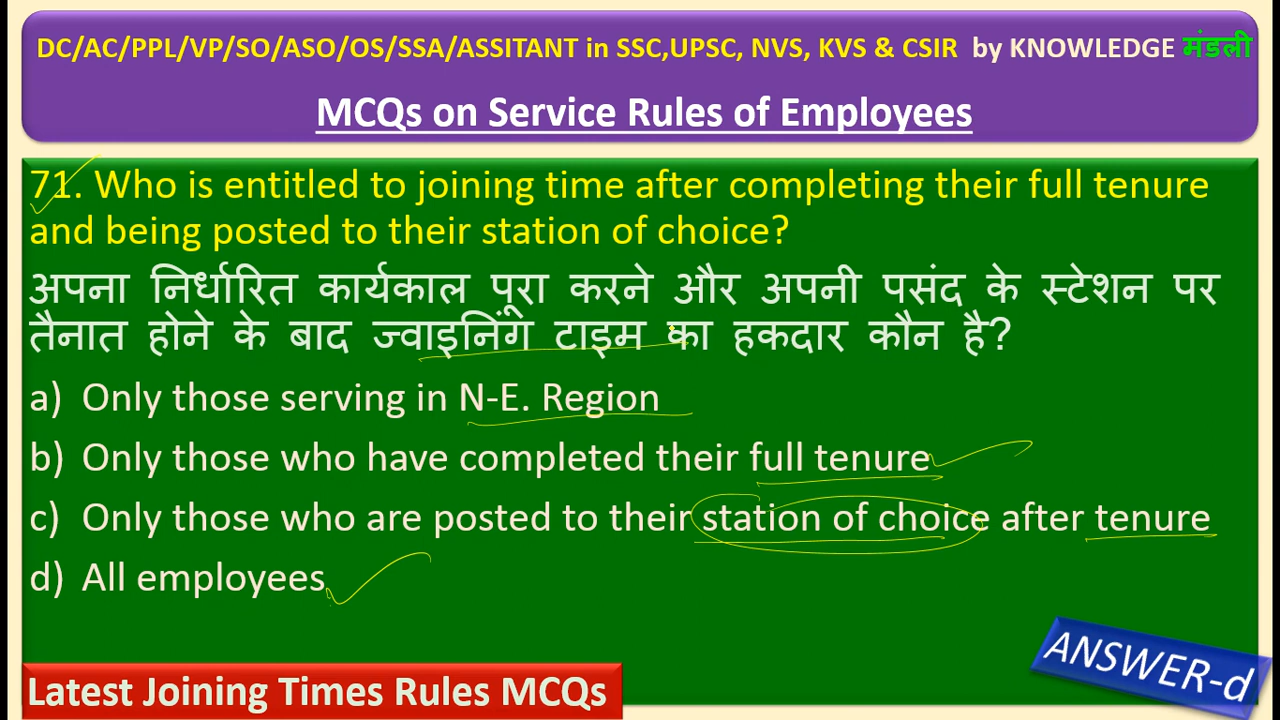 DC/AC/PPL/VP/SO/ASO/OS/SSA/ASSITANT in SSC,UPSC, NVS, KVS & CSIR by KNOWLEDGE मंडली
MCQs on Service Rules of Employees
71. Who is entitled to joining time after completing their full tenure
and being posted to their station of choice?
अपना निर्धारित कार्यकाल पूरा करने और अपनी पसंद के स्टेशन पर
तैनात होने के बाद ज्वाइनिंग टाइम का हकदार कौन है?
a) Only those serving in N-E. Region
b) Only those who have completed their full tenure
c) Only those who are posted to their station of choice after tenure
d) All employees
ANSWER-d
Latest Joining Times Rules MCQs